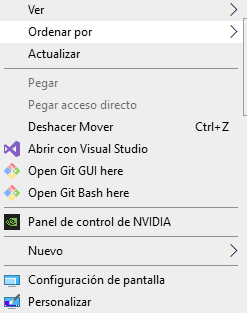 Ver
Ordenar por
Actualizar
Pegar
Pegar acceso directo
Deshacer Mover Ctrl+Z
Abrir con Visual Studio
Open Git GUI here
Open Git Bash here
Panel de control de NVIDIA
Nuevo
Configuración de pantalla
Personalizar